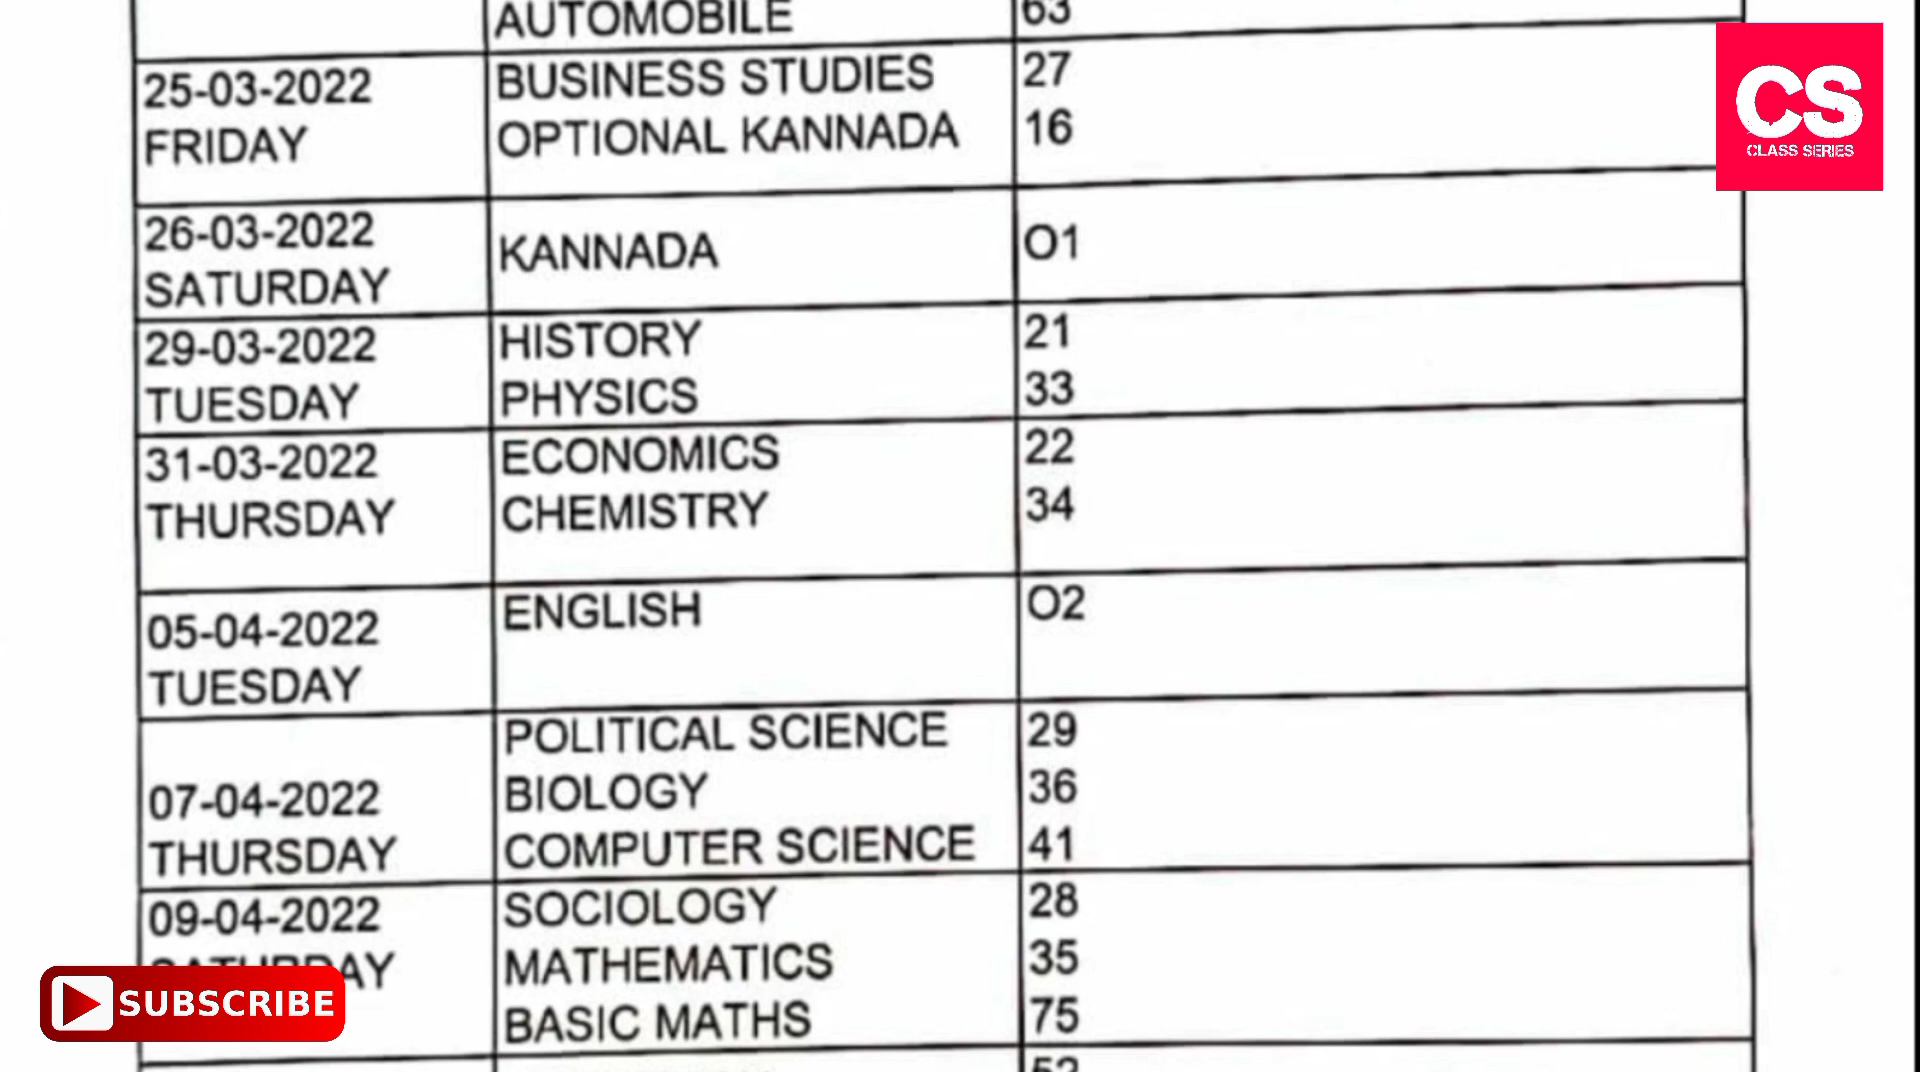 AUTOMOBILE 63
25-03-2022 BUSINESS STUDIES 27
FRIDAY OPTIONAL KANNADA 16
26-03-2022
KANNADA O1
SATURDAY
29-03-2022 HISTORY 21
TUESDAY PHYSICS 33
31-03-2022 ECONOMICS 22
THURSDAY CHEMISTRY 34
05-04-2022 ENGLISH O2
TUESDAY
POLITICAL SCIENCE 29
07-04-2022 BIOLOGY 36
THURSDAY COMPUTER SCIENCE 41
09-04-2022 SOCIOLOGY 28
SATURDAY MATHEMATICS 35
BASIC MATHS 75
52
CS
CLASS SERIES
SUBSCRIBE